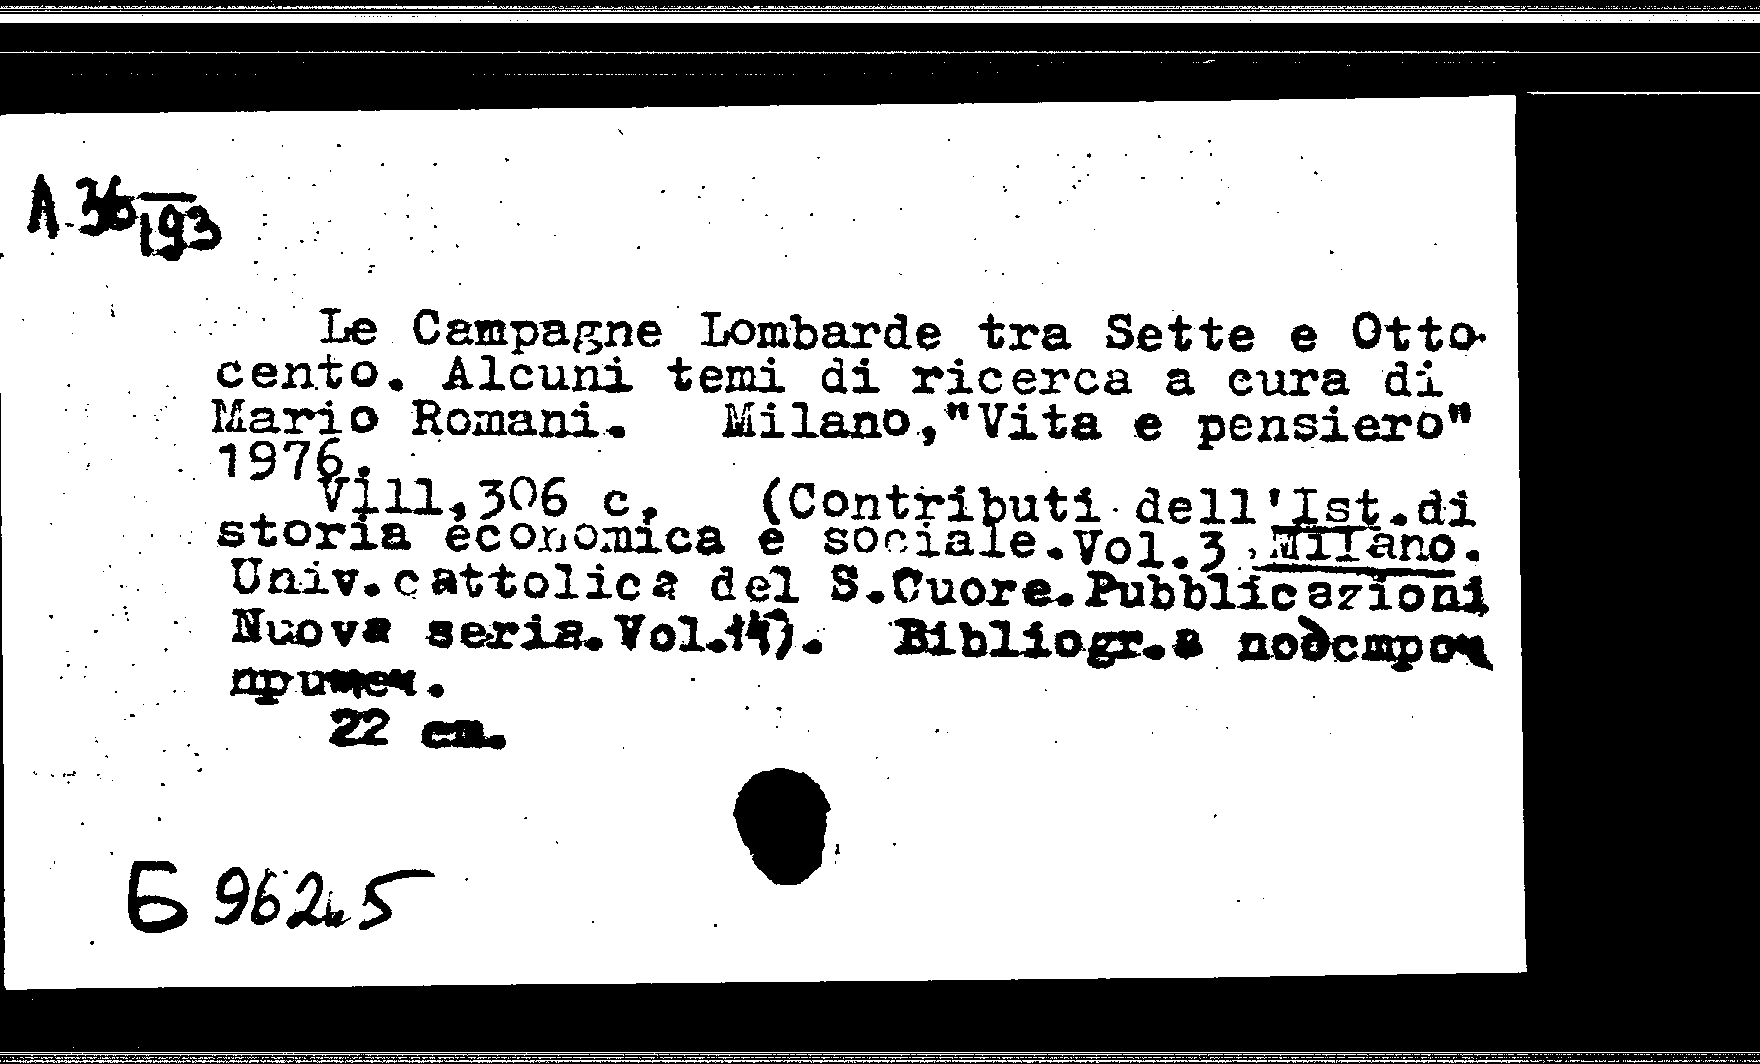 Л 36
193
Le Campagne Lombarde tra Sette e Otto-
cento. Alcuni temi di ricerca a cura di
Mario Romani. Milano,"Vita e pensiero"
1976.
Vlll,306 c. (Contributi dell'Ist.di
storia economica e sociale.Vol.3 ,Milano.
Univ.cattolica del S.Cuore.Pubblicazioni
Nuova seria.Vol.14). Bibliogr.в подстроч
примеч.
22 см.
Б 9625